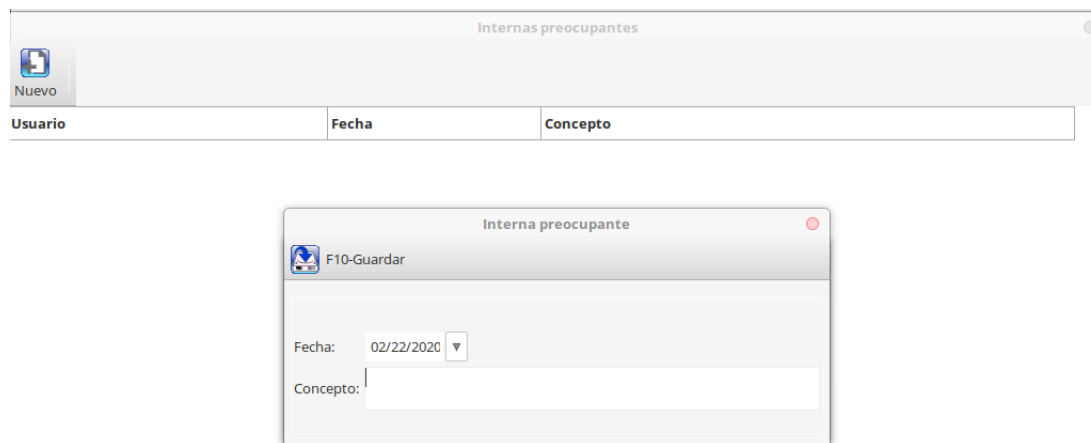 Internas preocupantes
Nuevo
Usuario Fecha Concepto
Interna preocupante
F10-Guardar
Fecha: 02/22/2020
Concepto: